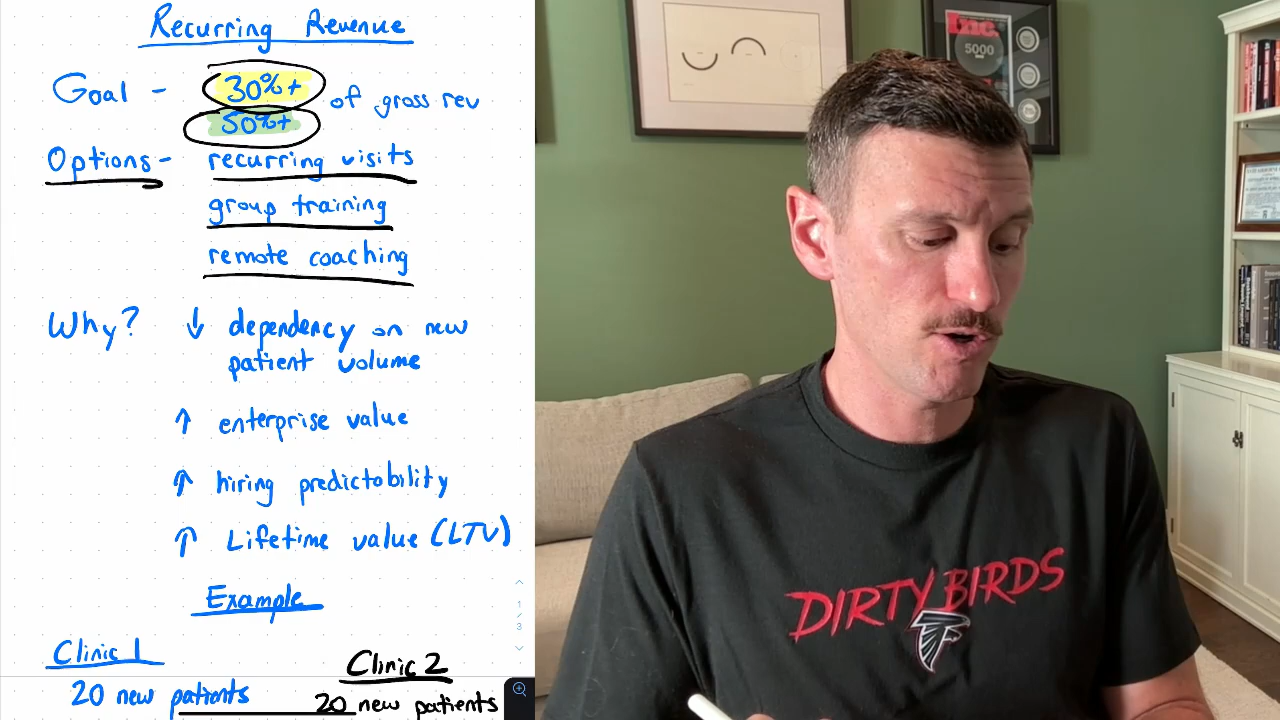 Recurring Revenue
Goal - 30%+ of gross rev
50%+
Options - recurring visits
group training
remote coaching
Why? ↓ dependency on new
patient volume
↑ enterprise value
↑ hiring predictability
↑ Lifetime value (LTV)
Example
Clinic 1
Clinic 2
20 new patients
20 new patients
1
3
Inc.
5000
DIRTY BIRDS